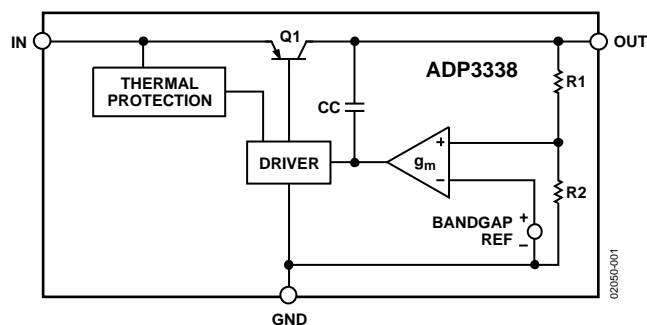 Q1
IN
OUT
THERMAL
PROTECTION
ADP3338
R1
CC
+
gm
−
DRIVER
R2
BANDGAP
REF
+
−
GND
02050-001